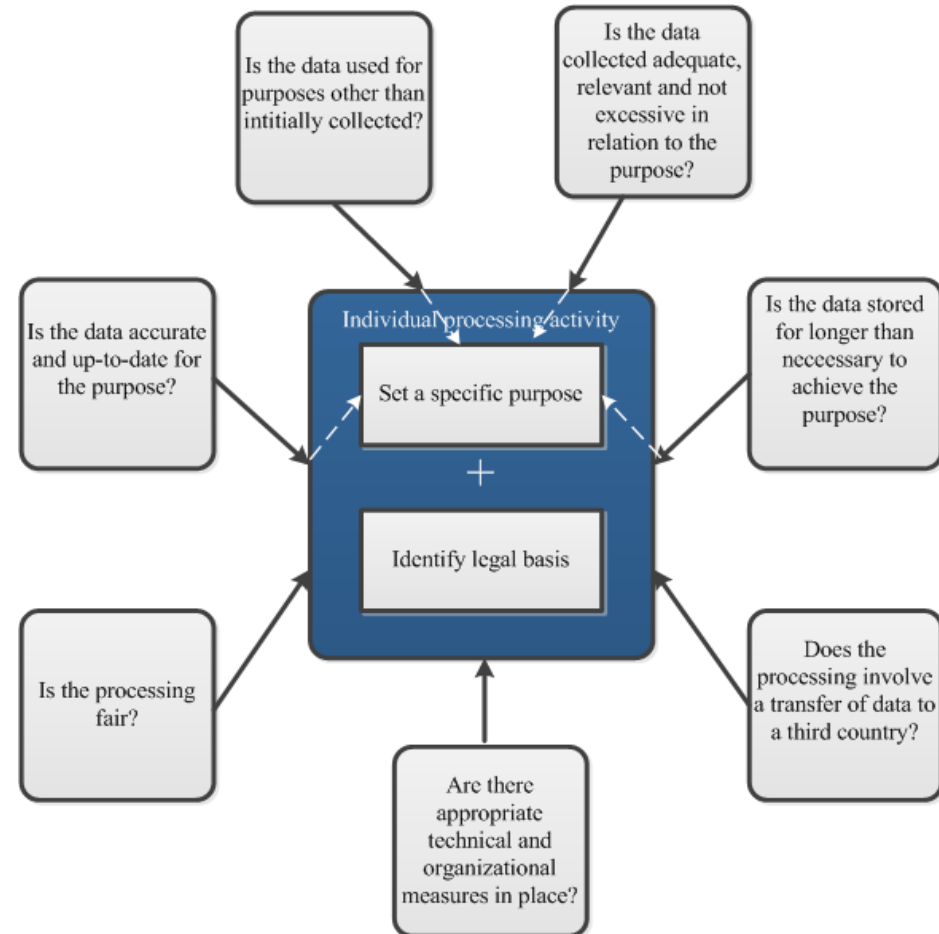 Is the data used for
purposes other than
intitially collected?
Is the data
collected adequate,
relevant and not
excessive in
relation to the
purpose?
Is the data accurate
and up-to-date for
the purpose?
Individual processing activity
Set a specific purpose
+
Identify legal basis
Is the data stored
for longer than
neccessary to
achieve the
purpose?
Is the processing
fair?
Does the
processing involve
a transfer of data to
a third country?
Are there
appropriate
technical and
organizational
measures in place?